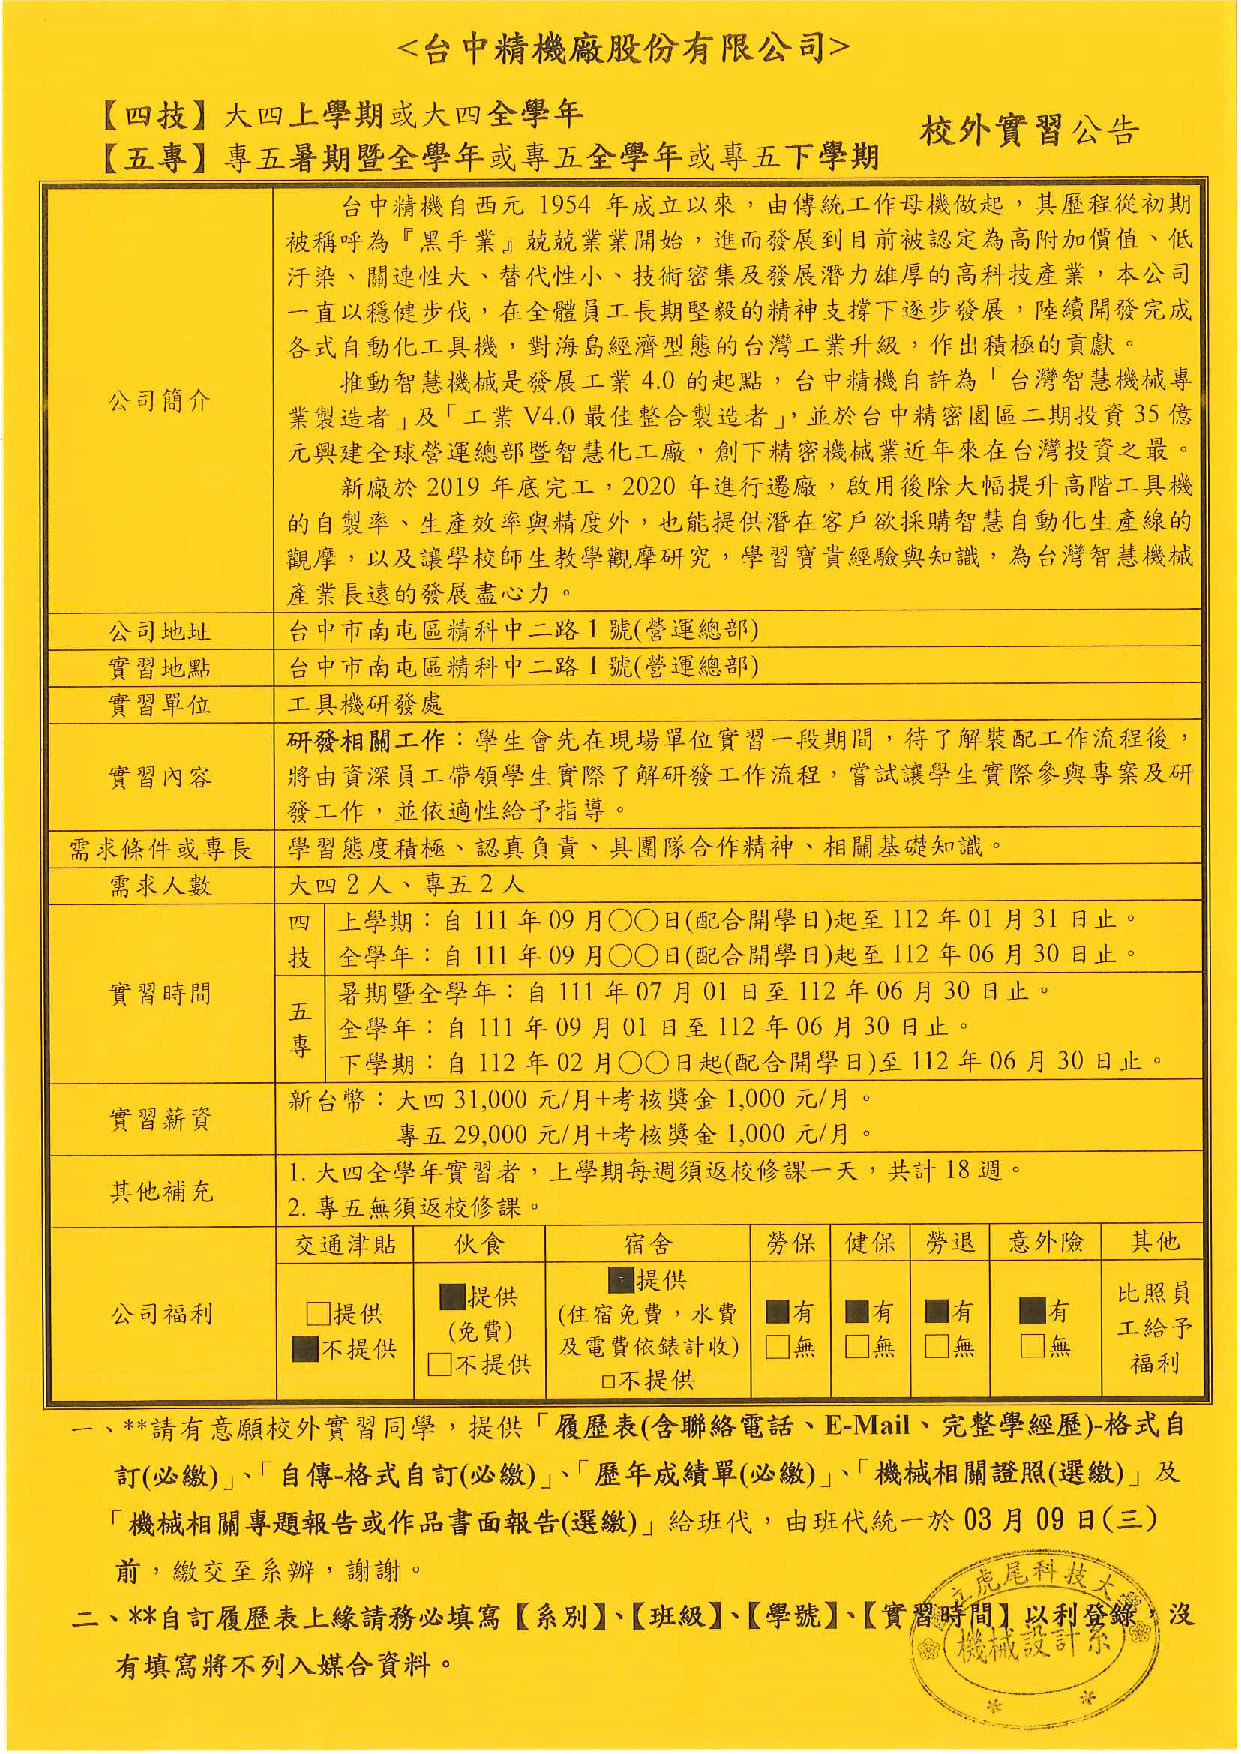 <台中精機廠股份有限公司>
【四技】大四上學期或大四全學年
【五專】專五暑期暨全學年或專五全學年或專五下學期
校外實習公告
公司簡介
台中精機自西元 1954 年成立以來，由傳統工作母機做起，其歷程從初期
被稱呼為『黑手業』兢兢業業開始，進而發展到目前被認定為高附加價值、低
汙染、關連性大、替代性小、技術密集及發展潛力雄厚的高科技產業，本公司
一直以穩健步伐，在全體員工長期堅毅的精神支撐下逐步發展，陸續開發完成
各式自動化工具機，對海島經濟型態的台灣工業升級，作出積極的貢獻。
推動智慧機械是發展工業 4.0 的起點，台中精機自許為「台灣智慧機械專
業製造者」及「工業 V4.0 最佳整合製造者」，並於台中精密園區二期投資 35 億
元興建全球營運總部暨智慧化工廠，創下精密機械業近年來在台灣投資之最。
新廠於 2019 年底完工，2020 年進行遷廠，啟用後除大幅提升高階工具機
的自製率、生產效率與精度外，也能提供潛在客戶欲採購智慧自動化生產線的
觀摩，以及讓學校師生教學觀摩研究，學習寶貴經驗與知識，為台灣智慧機械
產業長遠的發展盡心力。
公司地址
台中市南屯區精科中二路 1 號(營運總部)
實習地點
台中市南屯區精科中二路 1 號(營運總部)
實習單位
工具機研發處
實習內容
研發相關工作：學生會先在現場單位實習一段期間，待了解裝配工作流程後，
將由資深員工帶領學生實際了解研發工作流程，嘗試讓學生實際參與專案及研
發工作，並依適性給予指導。
需求條件或專長
學習態度積極、認真負責、具團隊合作精神、相關基礎知識。
需求人數
大四 2 人、專五 2 人
實習時間
四技
上學期：自 111 年 09 月〇〇日(配合開學日)起至 112 年 01 月 31 日止。
全學年：自 111 年 09 月〇〇日(配合開學日)起至 112 年 06 月 30 日止。
五專
暑期暨全學年：自 111 年 07 月 01 日至 112 年 06 月 30 日止。
全學年：自 111 年 09 月 01 日至 112 年 06 月 30 日止。
下學期：自 112 年 02 月〇〇日起(配合開學日)至 112 年 06 月 30 日止。
實習薪資
新台幣：大四 31,000 元/月+考核獎金 1,000 元/月。
專五 29,000 元/月+考核獎金 1,000 元/月。
其他補充
1. 大四全學年實習者，上學期每週須返校修課一天，共計 18 週。
2. 專五無須返校修課。
公司福利
交通津貼 伙食 宿舍 勞保 健保 勞退 意外險 其他
□提供
■不提供
■提供
(免費)
□不提供
■提供
(住宿免費，水費
及電費依錶計收)
□不提供
■有
□無
■有
□無
■有
□無
■有
□無
比照員
工給予
福利
一、**請有意願校外實習同學，提供「履歷表(含聯絡電話、E-Mail、完整學經歷)-格式自
訂(必繳)」、「自傳-格式自訂(必繳)」、「歷年成績單(必繳)」、「機械相關證照(選繳)」及
「機械相關專題報告或作品書面報告(選繳)」給班代，由班代統一於 03 月 09 日(三)
前，繳交至系辦，謝謝。
二、**自訂履歷表上緣請務必填寫【系別】、【班級】、【學號】、【實習時間】以利登錄，沒
有填寫將不列入媒合資料。
立虎尾科技大
機械設計系